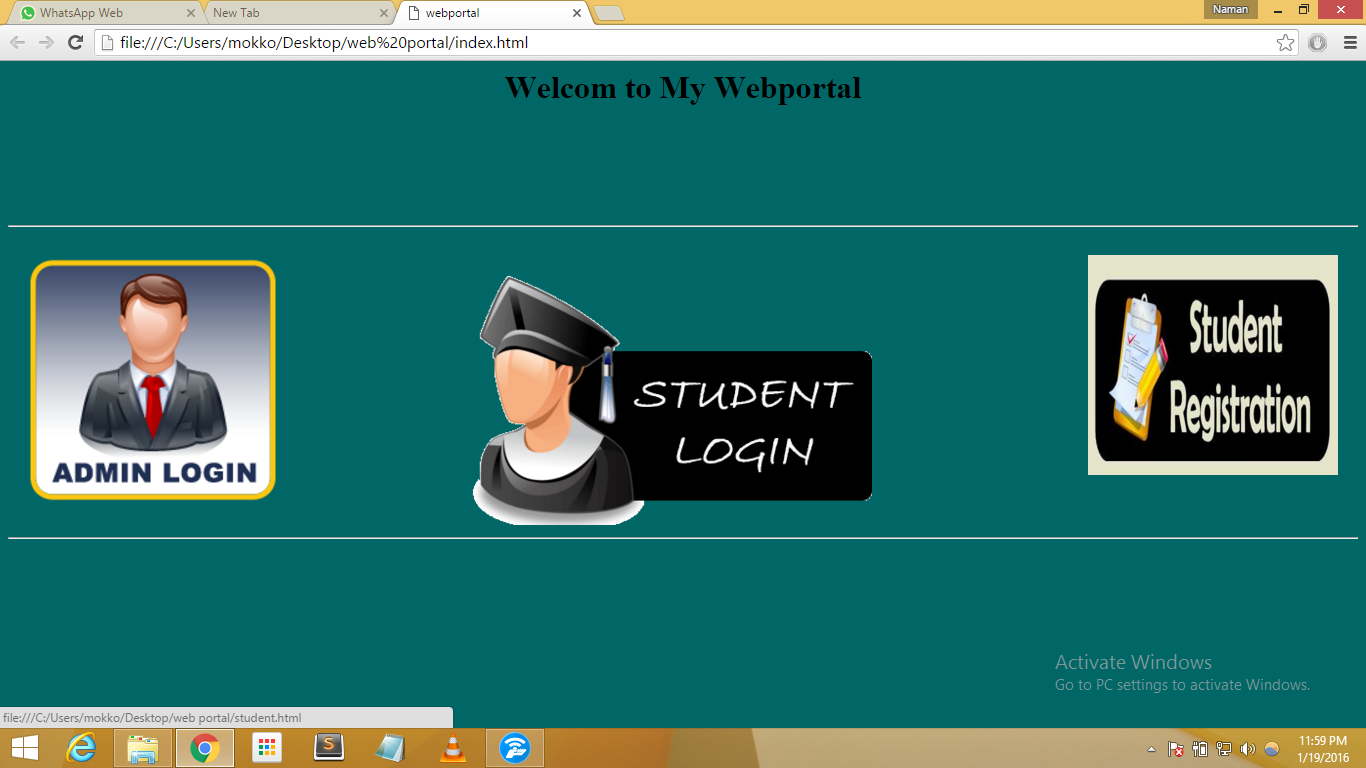 WhatsApp Web
New Tab
webportal
Naman
file:///C:/Users/mokko/Desktop/web%20portal/index.html
Welcom to My Webportal
ADMIN LOGIN
STUDENT
LOGIN
Student
Registration
Activate Windows
Go to PC settings to activate Windows.
file:///C:/Users/mokko/Desktop/web portal/student.html
S
11:59 PM
1/19/2016